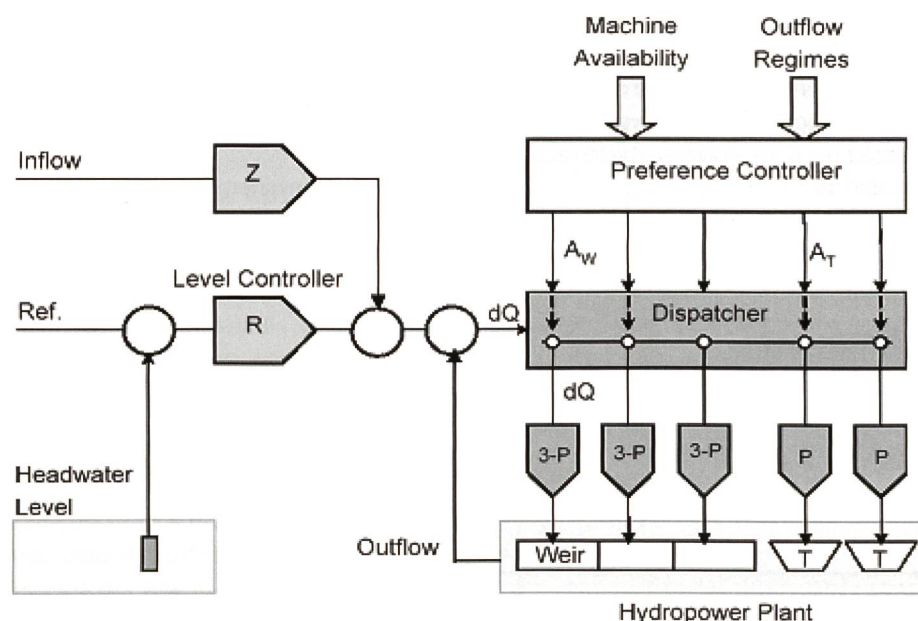 Machine
Availability
Outflow
Regimes
Inflow
Z
Preference Controller
A_W
A_T
Level Controller
Ref.
R
dQ
Dispatcher
dQ
3-P
3-P
3-P
P
P
Headwater
Level
Outflow
Weir
T
T
Hydropower Plant